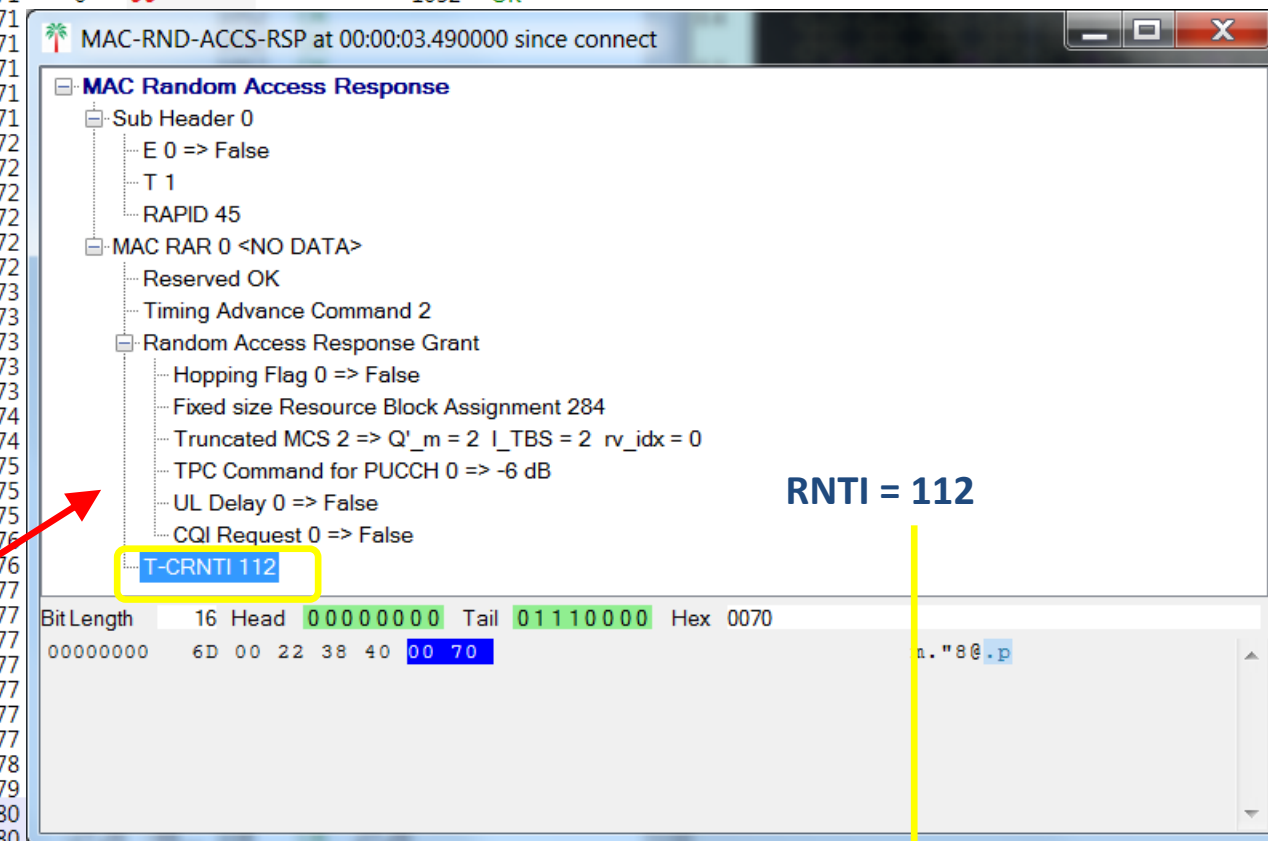 MAC-RND-ACCS-RSP at 00:00:03.490000 since connect
MAC Random Access Response
Sub Header 0
E 0 => False
T 1
RAPID 45
MAC RAR 0 <NO DATA>
Reserved OK
Timing Advance Command 2
Random Access Response Grant
Hopping Flag 0 => False
Fixed size Resource Block Assignment 284
Truncated MCS 2 => Q'_m = 2 I_TBS = 2 rv_idx = 0
TPC Command for PUCCH 0 => -6 dB
UL Delay 0 => False
CQI Request 0 => False
T-CRNTI 112
RNTI = 112
Bit Length 16 Head 00000000 Tail 01110000 Hex 0070
00000000 6D 00 22 38 40 00 70 m."8@.p